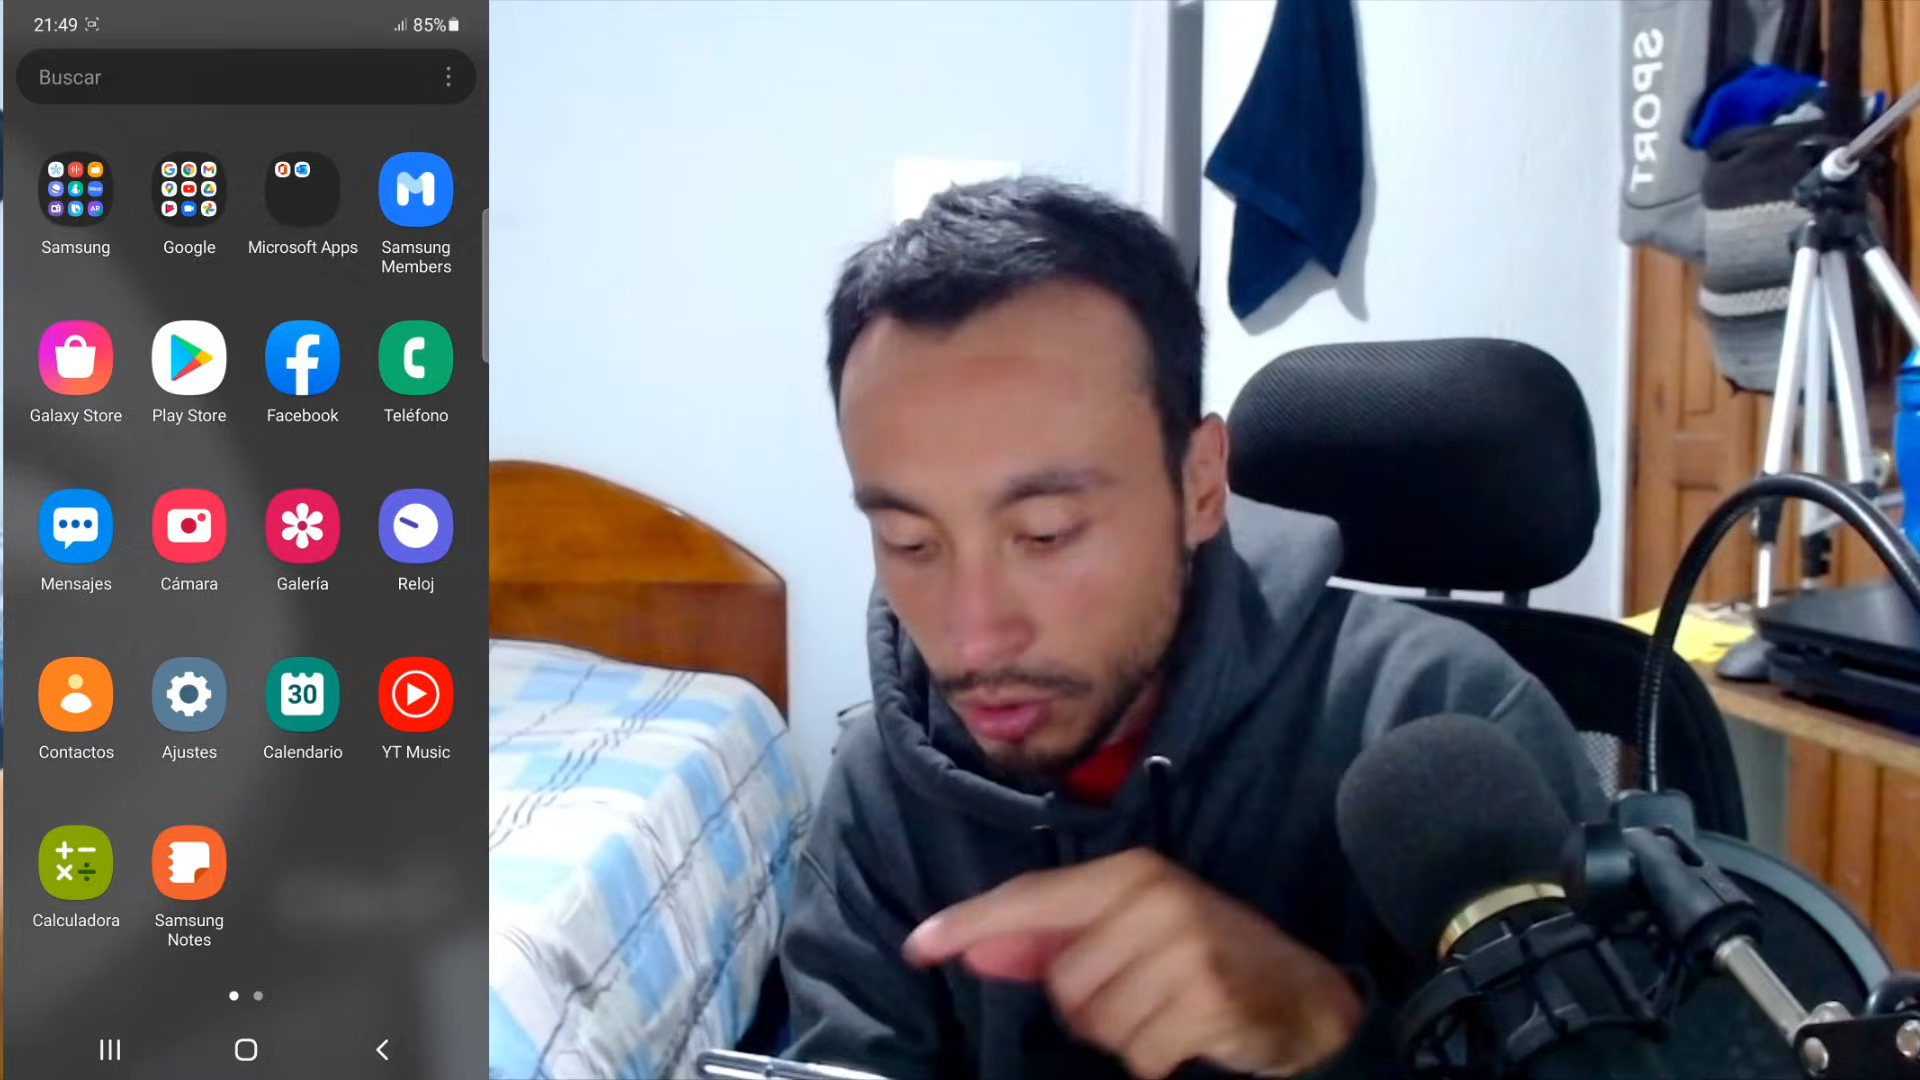 21:49 85%
Buscar
Samsung
Google
Microsoft Apps
Samsung
Members
Galaxy Store
Play Store
Facebook
Teléfono
Mensajes
Cámara
Galería
Reloj
30
Contactos
Ajustes
Calendario
YT Music
Calculadora
Samsung
Notes
SPORT